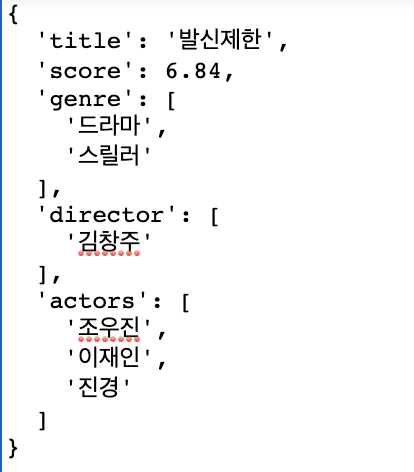 {
  'title': '발신제한',
  'score': 6.84,
  'genre': [
    '드라마',
    '스릴러'
  ],
  'director': [
    '김창주'
  ],
  'actors': [
    '조우진',
    '이재인',
    '진경'
  ]
}